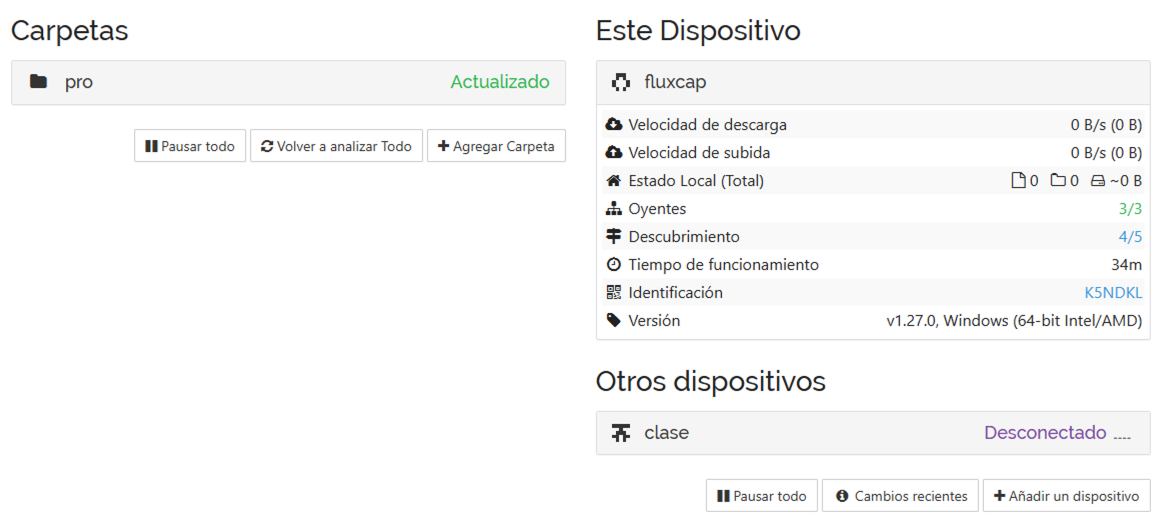 Carpetas
pro Actualizado
Pausar todo Volver a analizar Todo Agregar Carpeta
Este Dispositivo
fluxcap
Velocidad de descarga 0 B/s (0 B)
Velocidad de subida 0 B/s (0 B)
Estado Local (Total) 0 0 ~0 B
Oyentes 3/3
Descubrimiento 4/5
Tiempo de funcionamiento 34m
Identificación K5NDKL
Versión v1.27.0, Windows (64-bit Intel/AMD)
Otros dispositivos
clase Desconectado
Pausar todo Cambios recientes Añadir un dispositivo